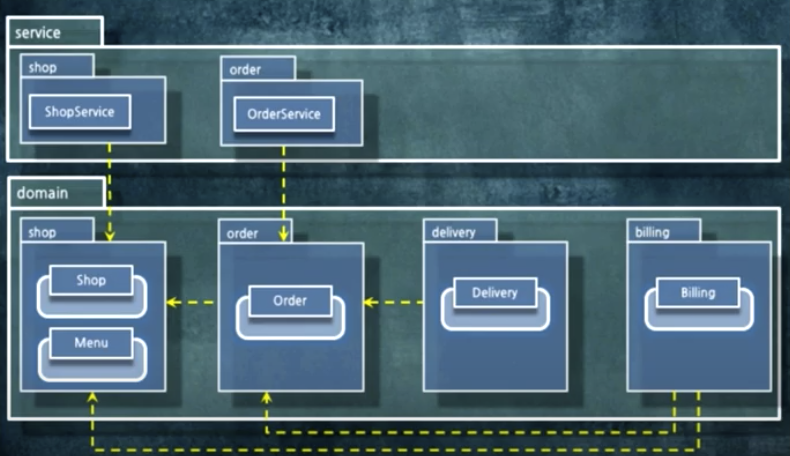 service
shop
order
ShopService
OrderService
domain
shop
order
delivery
billing
Shop
Order
Delivery
Billing
Menu